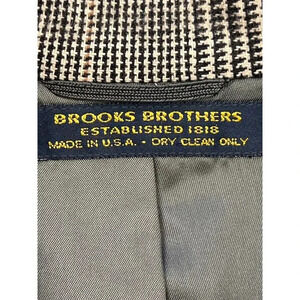 BROOKS BROTHERS
ESTABLISHED 1818
MADE IN U.S.A. • DRY CLEAN ONLY